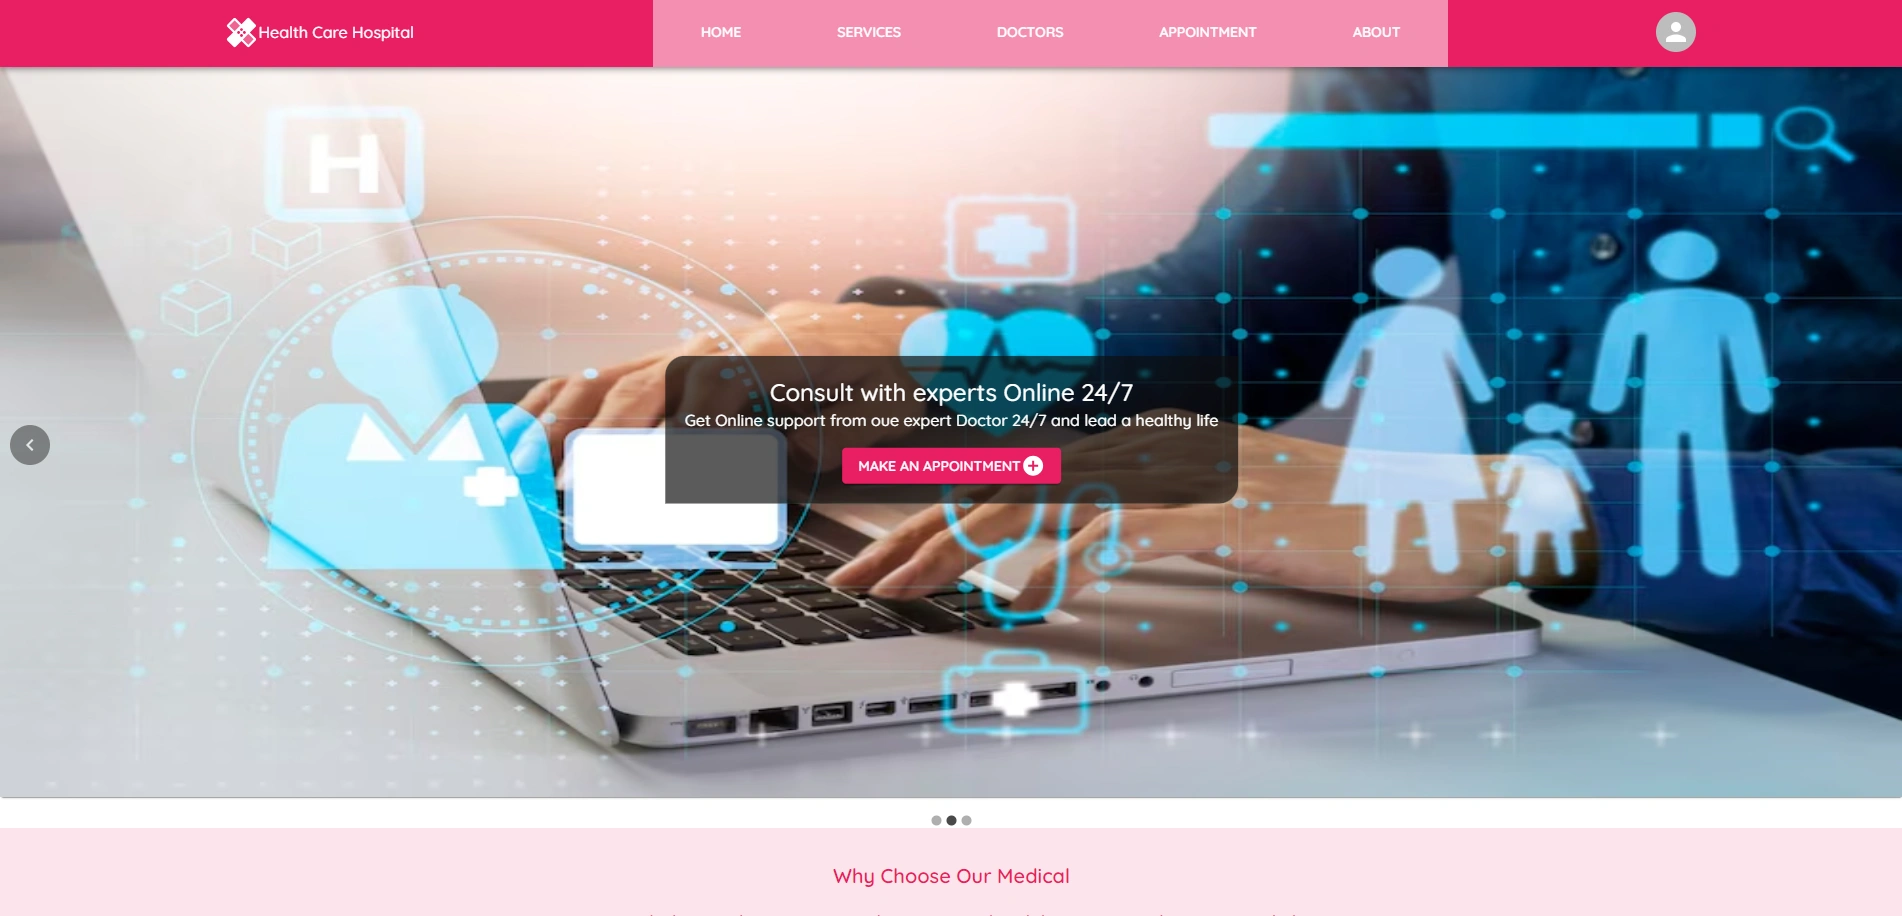 Health Care Hospital
HOME
SERVICES
DOCTORS
APPOINTMENT
ABOUT
H
Consult with experts Online 24/7
Get Online support from oue expert Doctor 24/7 and lead a healthy life
MAKE AN APPOINTMENT
Why Choose Our Medical